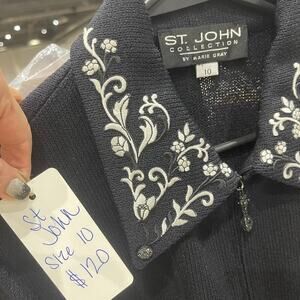 ST. JOHN
COLLECTION
BY MARIE GRAY
10
St
John
Size 10
$120